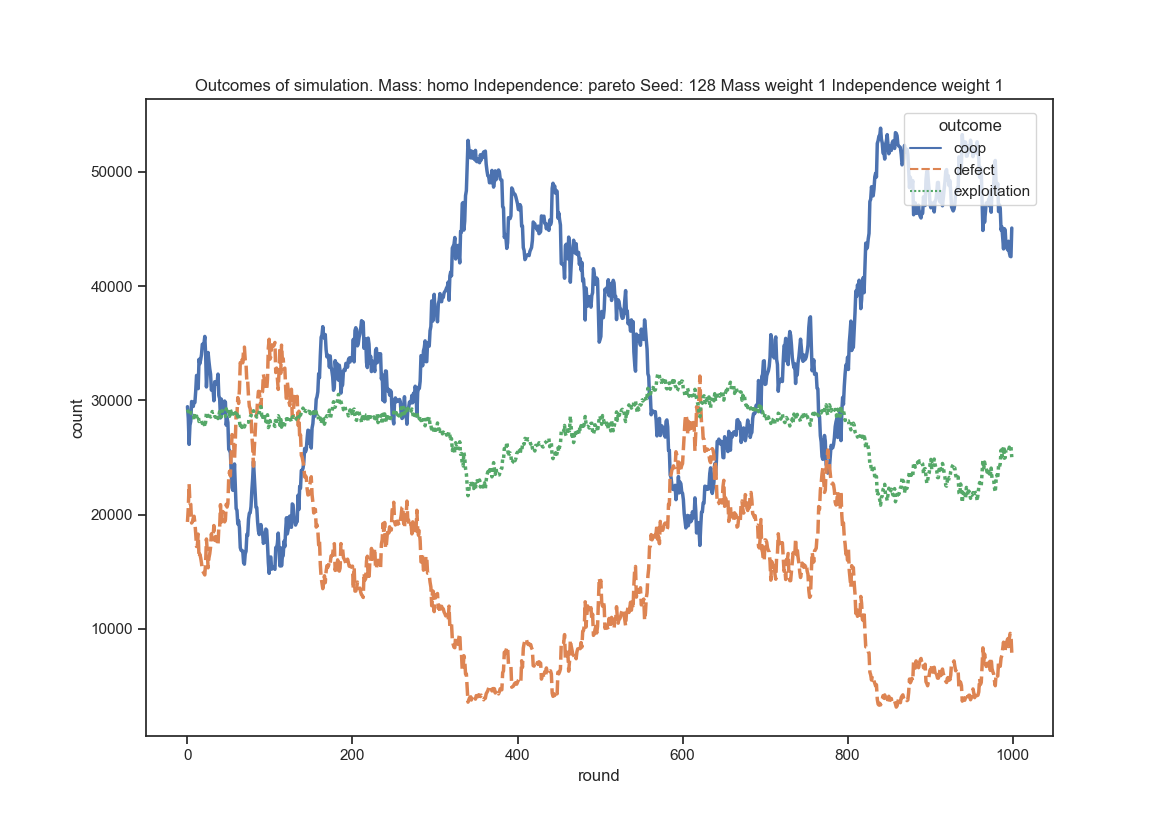 Outcomes of simulation. Mass: homo Independence: pareto Seed: 128 Mass weight 1 Independence weight 1
outcome
coop
defect
exploitation
50000
40000
30000
20000
10000
count
0
200
400
600
800
1000
round